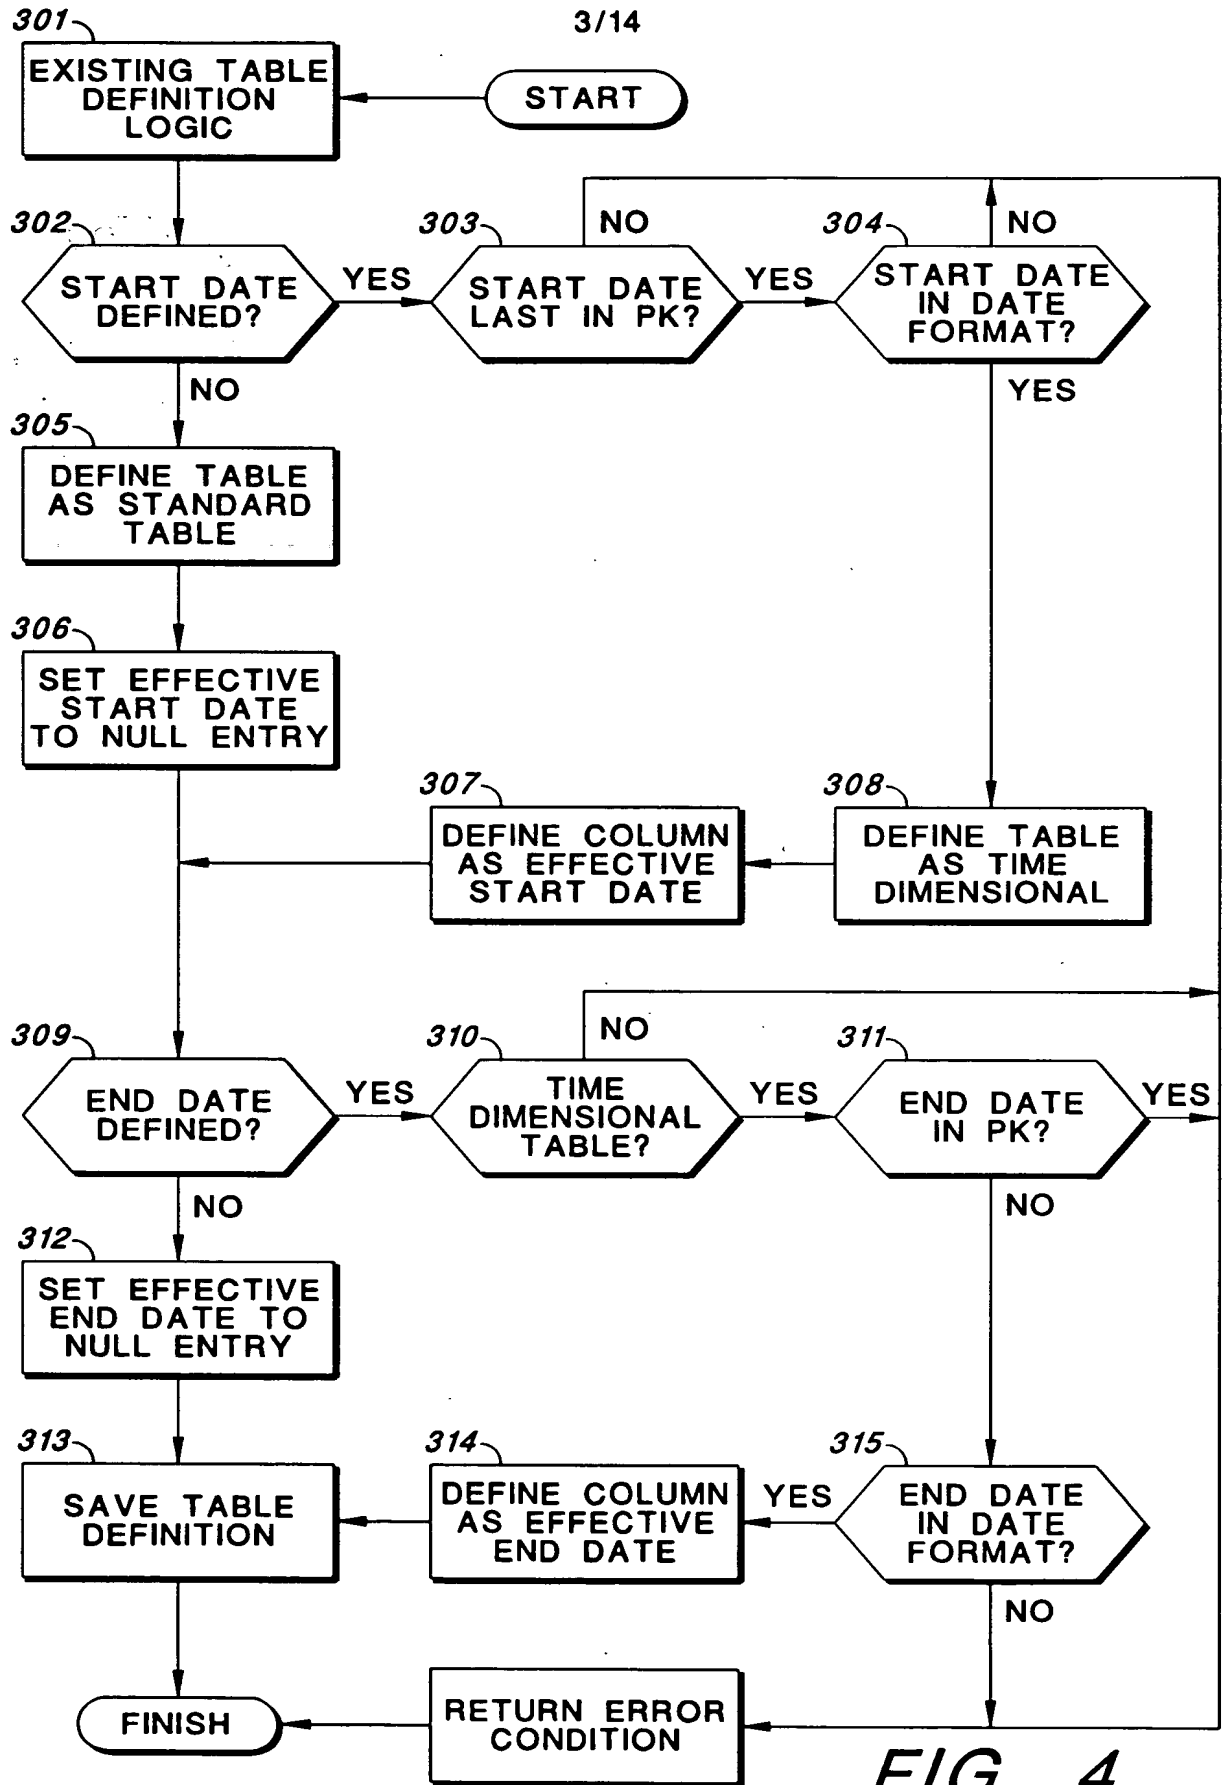 3/14
301
EXISTING TABLE
DEFINITION
LOGIC
START
302
START DATE
DEFINED?
YES
NO
303
START DATE
LAST IN PK?
NO
YES
304
START DATE
IN DATE
FORMAT?
NO
YES
305
DEFINE TABLE
AS STANDARD
TABLE
306
SET EFFECTIVE
START DATE
TO NULL ENTRY
307
DEFINE COLUMN
AS EFFECTIVE
START DATE
308
DEFINE TABLE
AS TIME
DIMENSIONAL
309
END DATE
DEFINED?
YES
NO
310
TIME
DIMENSIONAL
TABLE?
NO
YES
311
END DATE
IN PK?
YES
NO
312
SET EFFECTIVE
END DATE TO
NULL ENTRY
313
SAVE TABLE
DEFINITION
314
DEFINE COLUMN
AS EFFECTIVE
END DATE
YES
315
END DATE
IN DATE
FORMAT?
NO
FINISH
RETURN ERROR
CONDITION
FIG. 4